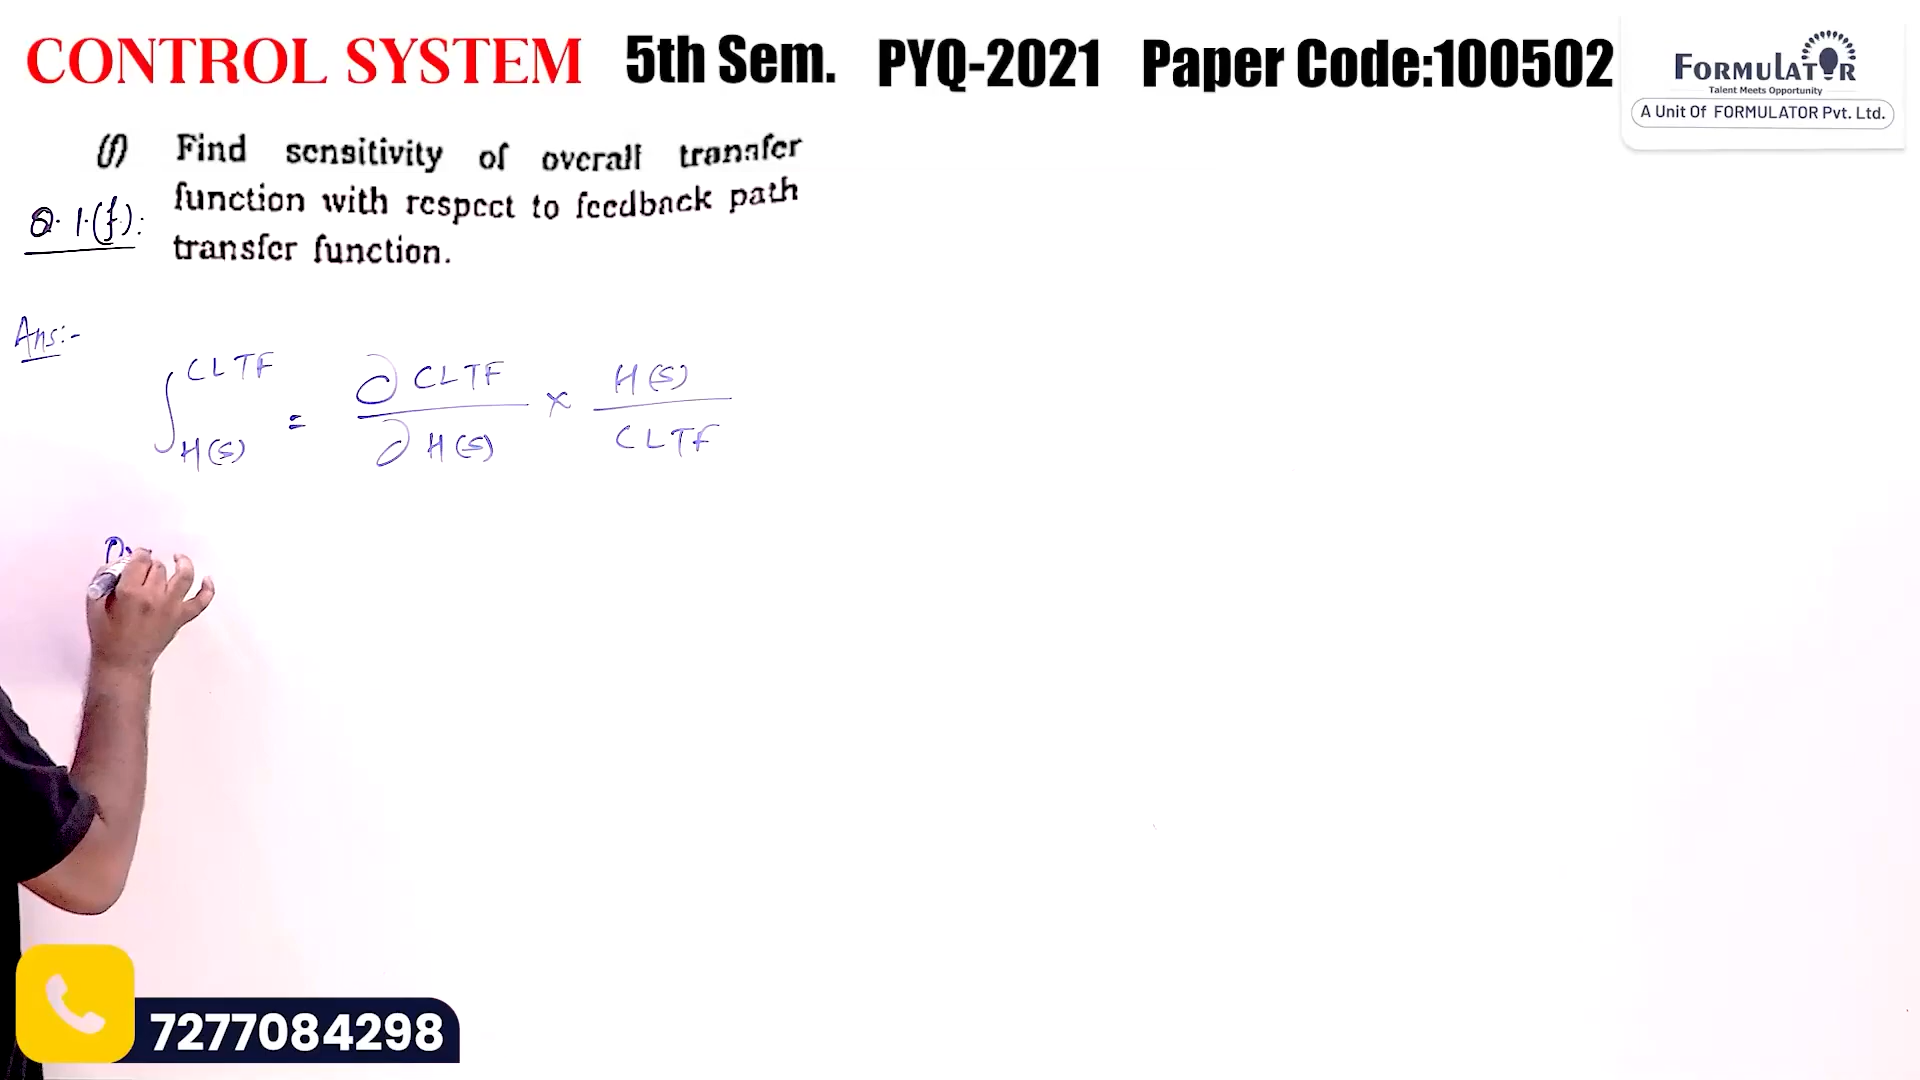 CONTROL SYSTEM 5th Sem. PYQ-2021 Paper Code:100502
FORMULATOR
Talent Meets Opportunity
A Unit Of FORMULATOR Pvt. Ltd.
(f) Find sensitivity of overall transfer
function with respect to feedback path
transfer function.
Q. 1.(f):
Ans:-
∫ CLTF H(s) = ∂ CLTF / ∂ H(s) × H(s) / CLTF
7277084298